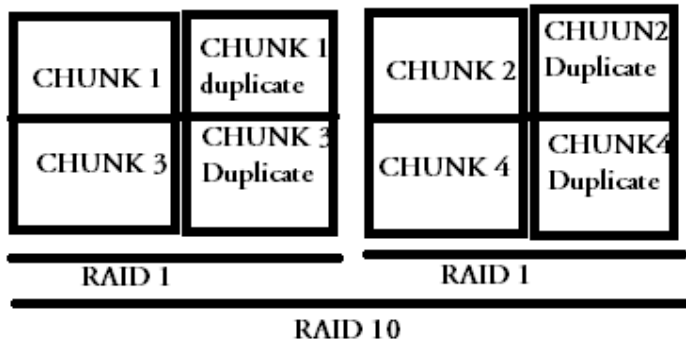 CHUNK 1
CHUNK 1
duplicate
CHUNK 3
CHUNK 3
Duplicate
CHUNK 2
CHUUN2
Duplicate
CHUNK 4
CHUNK4
Duplicate
RAID 1
RAID 1
RAID 10